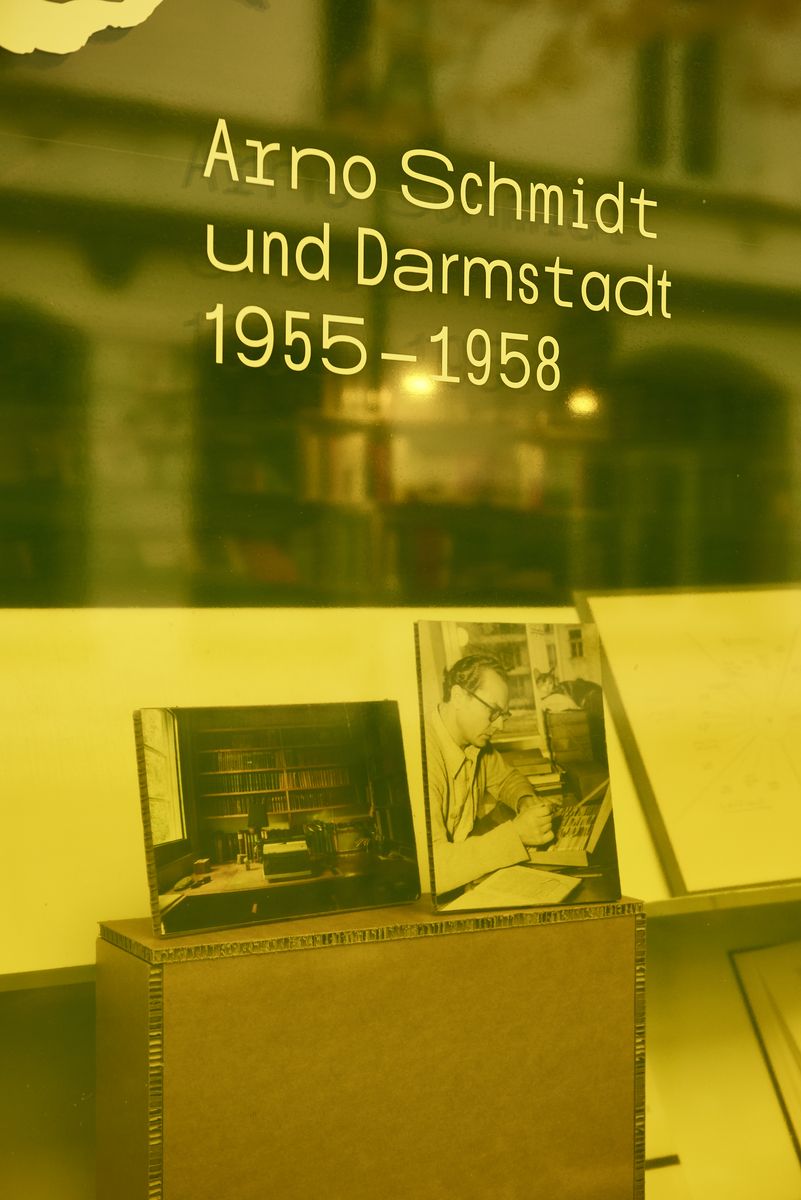 Arno Schmidt
und Darmstadt
1955–1958